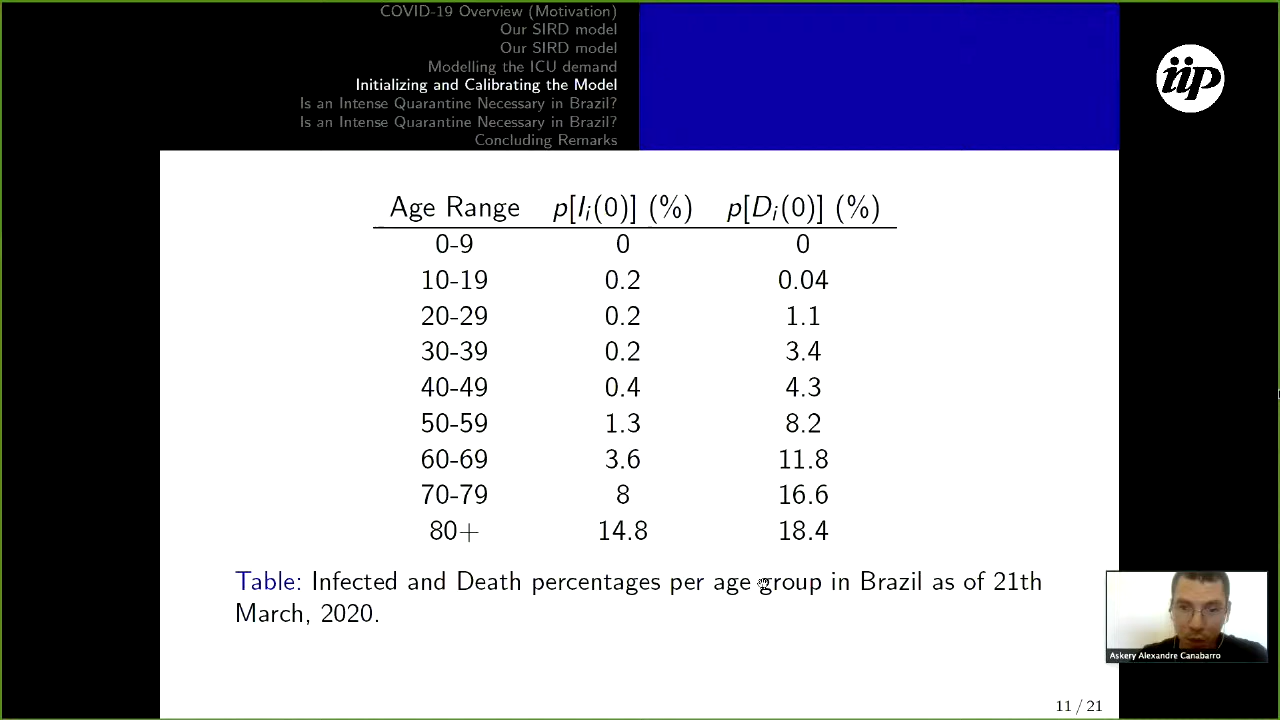 COVID-19 Overview (Motivation)
Our SIRD model
Our SIRD model
Modelling the ICU demand
Initializing and Calibrating the Model
Is an Intense Quarantine Necessary in Brazil?
Is an Intense Quarantine Necessary in Brazil?
Concluding Remarks
iip
Age Range p[Iᵢ(0)] (%) p[Dᵢ(0)] (%)
0-9 0 0
10-19 0.2 0.04
20-29 0.2 1.1
30-39 0.2 3.4
40-49 0.4 4.3
50-59 1.3 8.2
60-69 3.6 11.8
70-79 8 16.6
80+ 14.8 18.4
Table: Infected and Death percentages per age group in Brazil as of 21th
March, 2020.
Askery Alexandre Canabarro
11 / 21